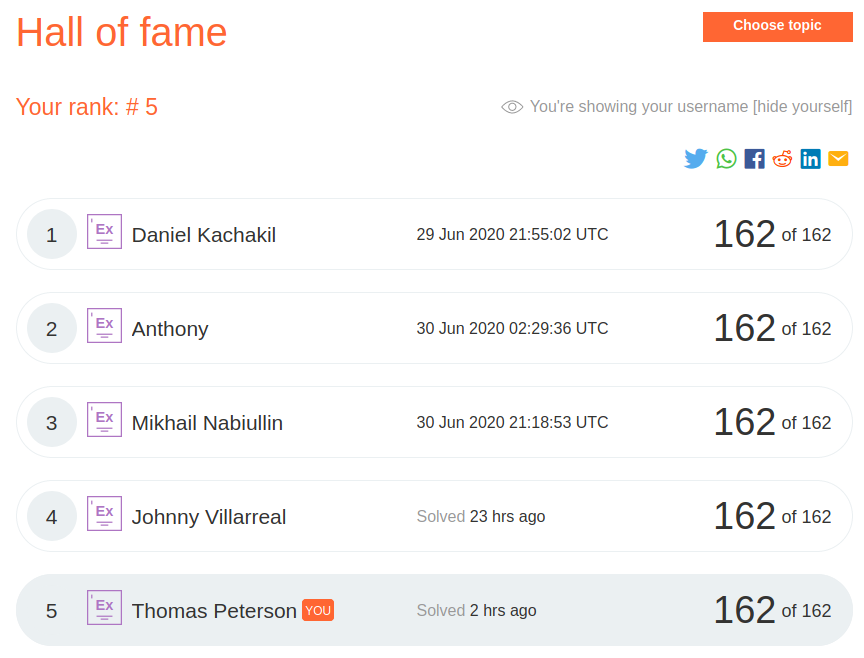 Hall of fame
Choose topic
Your rank: # 5
You're showing your username [hide yourself]
1 Ex Daniel Kachakil 29 Jun 2020 21:55:02 UTC 162 of 162
2 Ex Anthony 30 Jun 2020 02:29:36 UTC 162 of 162
3 Ex Mikhail Nabiullin 30 Jun 2020 21:18:53 UTC 162 of 162
4 Ex Johnny Villarreal Solved 23 hrs ago 162 of 162
5 Ex Thomas Peterson YOU Solved 2 hrs ago 162 of 162